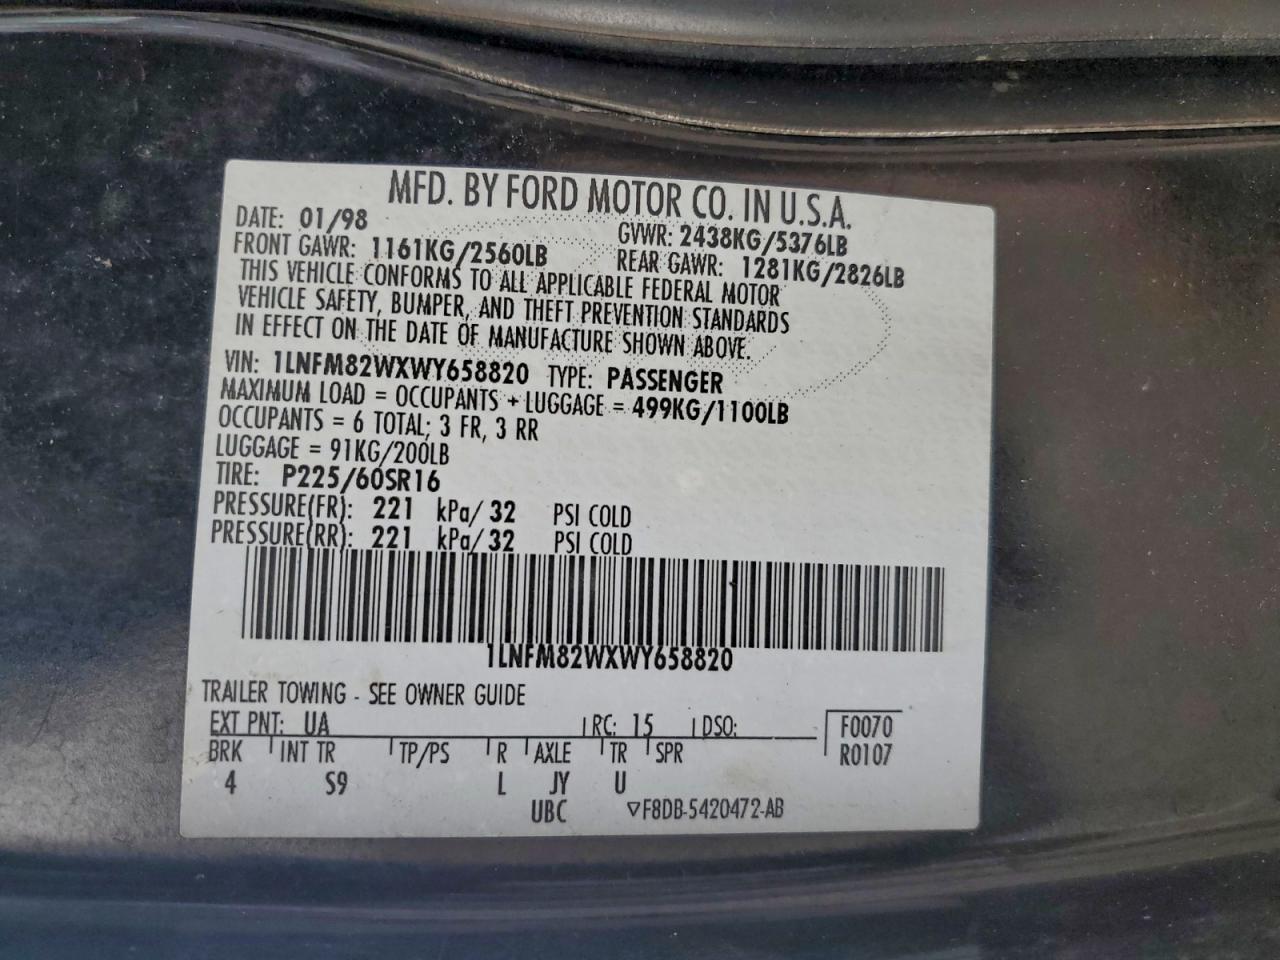 MFD. BY FORD MOTOR CO. IN U.S.A.
DATE: 01/98 GVWR: 2438KG/5376LB
FRONT GAWR: 1161KG/2560LB REAR GAWR: 1281KG/2826LB
THIS VEHICLE CONFORMS TO ALL APPLICABLE FEDERAL MOTOR
VEHICLE SAFETY, BUMPER, AND THEFT PREVENTION STANDARDS
IN EFFECT ON THE DATE OF MANUFACTURE SHOWN ABOVE.
VIN: 1LNFM82WXWY658820 TYPE: PASSENGER
MAXIMUM LOAD = OCCUPANTS + LUGGAGE = 499KG/1100LB
OCCUPANTS = 6 TOTAL; 3 FR, 3 RR
LUGGAGE = 91KG/200LB
TIRE: P225/60SR16
PRESSURE(FR): 221 kPa/ 32 PSI COLD
PRESSURE(RR): 221 kPa/ 32 PSI COLD
1LNFM82WXWY658820
TRAILER TOWING - SEE OWNER GUIDE
EXT PNT: UA RC: 15 DSO: F0070
BRK INT TR TP/PS R AXLE TR SPR R0107
4 S9 L JY U
UBC ▽F8DB-5420472-AB